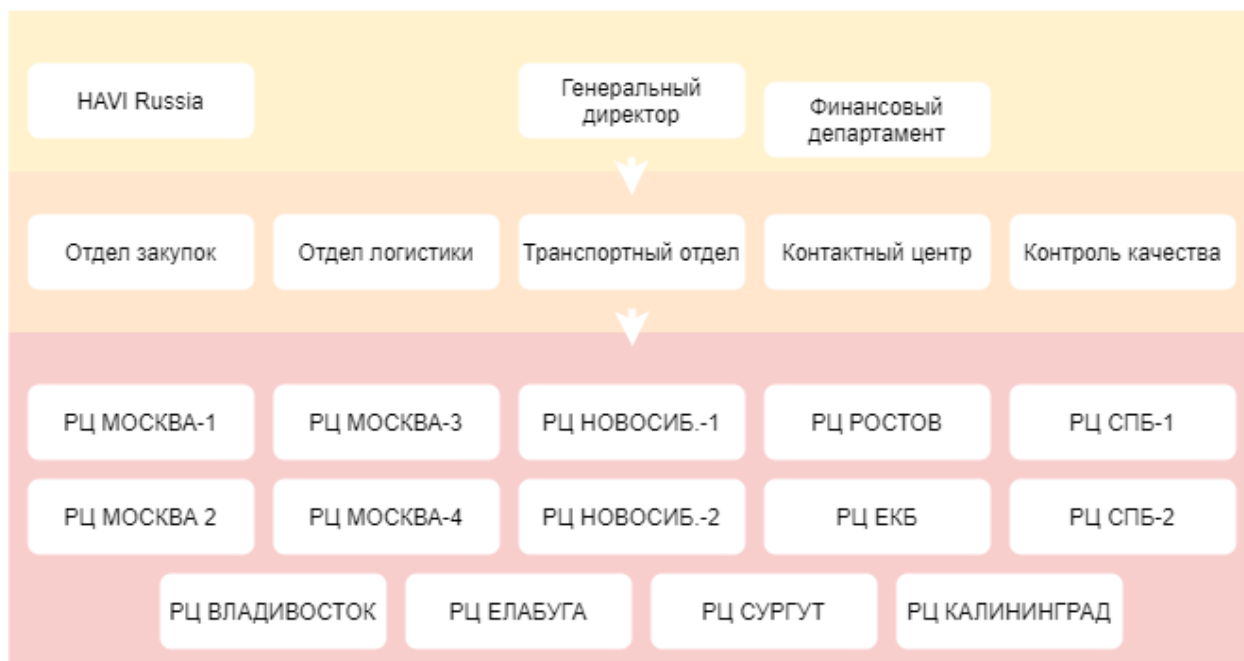 HAVI Russia
Генеральный
директор
Финансовый
департамент
Отдел закупок
Отдел логистики
Транспортный отдел
Контактный центр
Контроль качества
РЦ МОСКВА-1
РЦ МОСКВА-3
РЦ НОВОСИБ.-1
РЦ РОСТОВ
РЦ СПБ-1
РЦ МОСКВА 2
РЦ МОСКВА-4
РЦ НОВОСИБ.-2
РЦ ЕКБ
РЦ СПБ-2
РЦ ВЛАДИВОСТОК
РЦ ЕЛАБУГА
РЦ СУРГУТ
РЦ КАЛИНИНГРАД